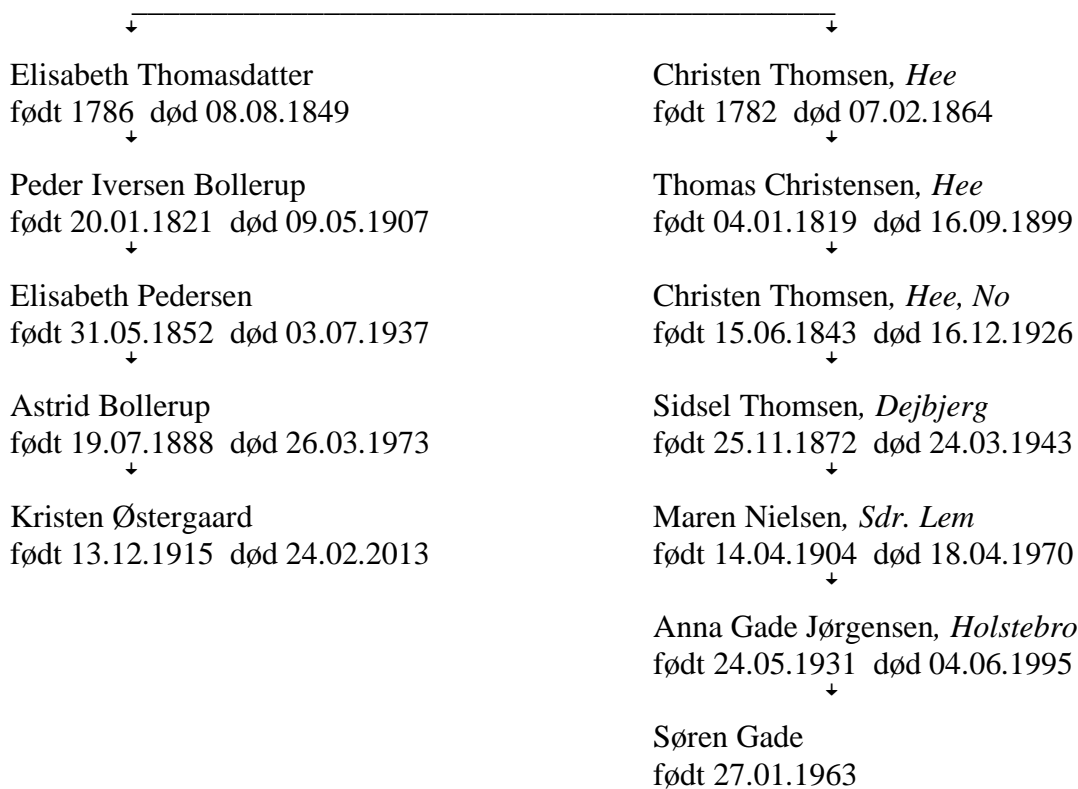 Elisabeth Thomasdatter
født 1786 død 08.08.1849
Peder Iversen Bollerup
født 20.01.1821 død 09.05.1907
Elisabeth Pedersen
født 31.05.1852 død 03.07.1937
Astrid Bollerup
født 19.07.1888 død 26.03.1973
Kristen Østergaard
født 13.12.1915 død 24.02.2013
Christen Thomsen, Hee
født 1782 død 07.02.1864
Thomas Christensen, Hee
født 04.01.1819 død 16.09.1899
Christen Thomsen, Hee, No
født 15.06.1843 død 16.12.1926
Sidsel Thomsen, Dejbjerg
født 25.11.1872 død 24.03.1943
Maren Nielsen, Sdr. Lem
født 14.04.1904 død 18.04.1970
Anna Gade Jørgensen, Holstebro
født 24.05.1931 død 04.06.1995
Søren Gade
født 27.01.1963